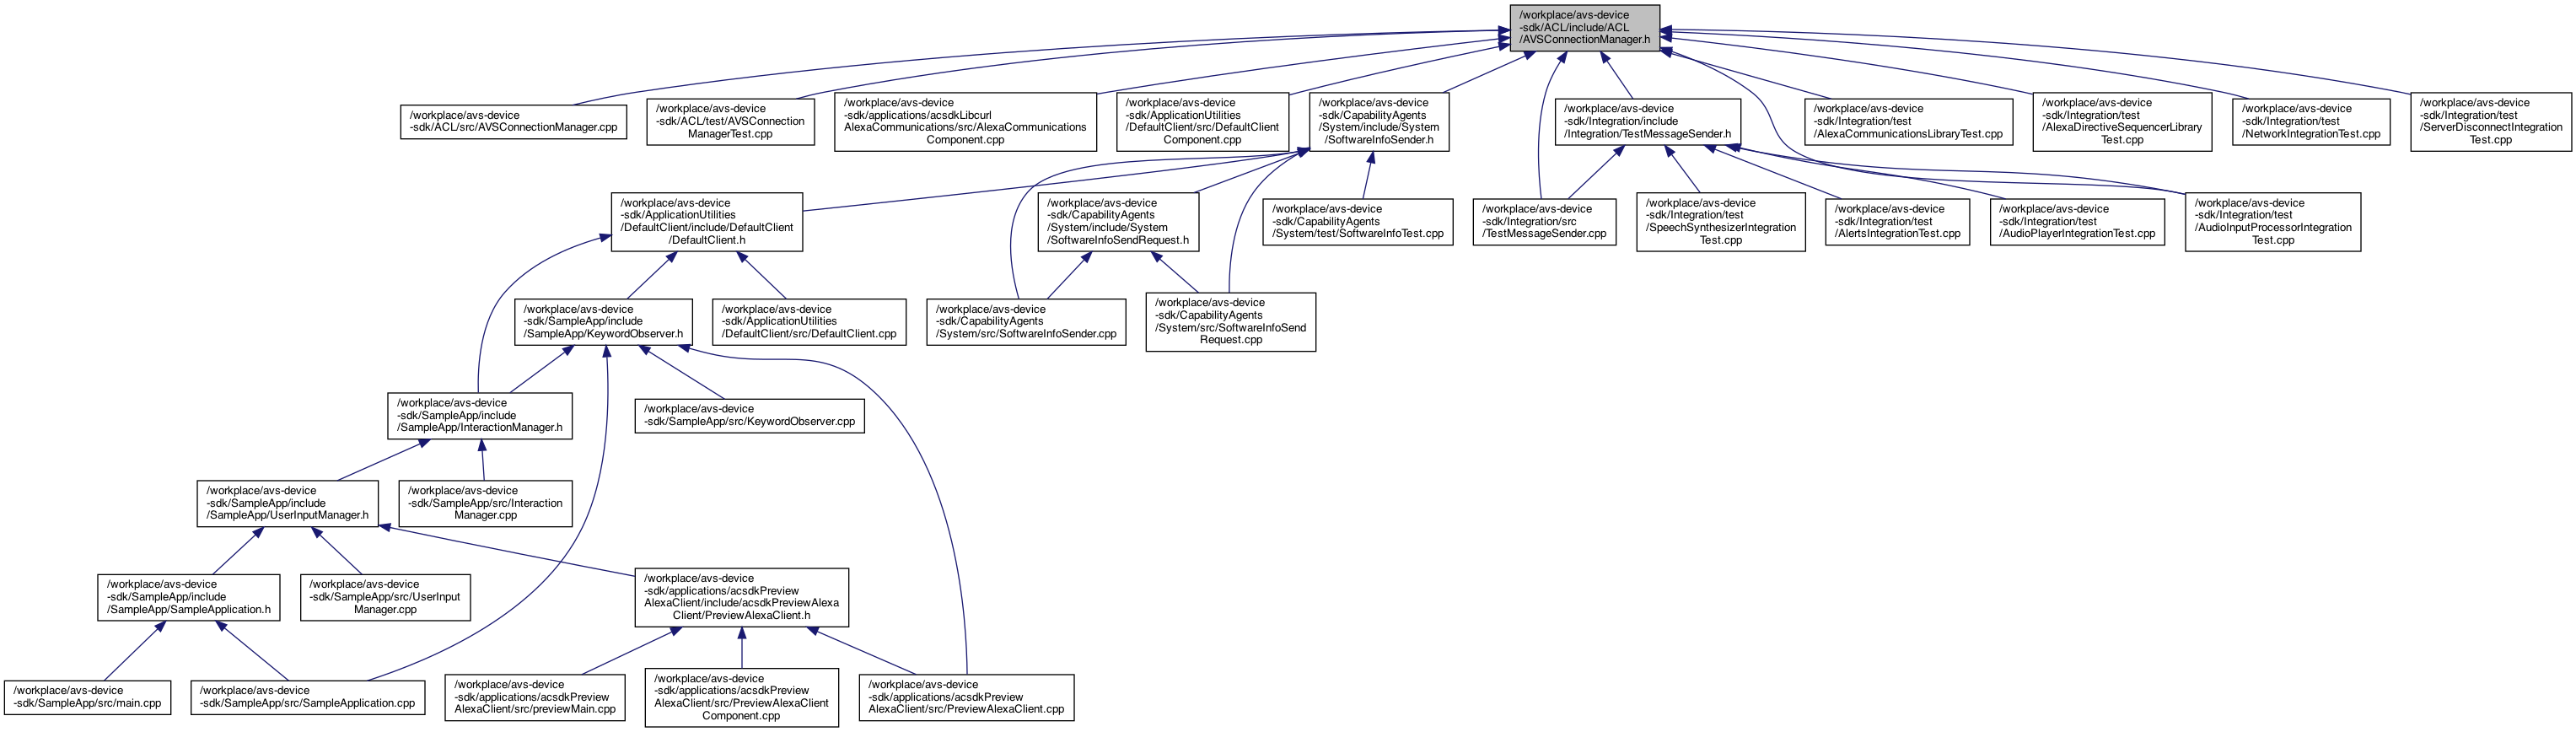 /workplace/avs-device
-sdk/ACL/include/ACL
/AVSConnectionManager.h
/workplace/avs-device
-sdk/ACL/src/AVSConnectionManager.cpp
/workplace/avs-device
-sdk/ACL/test/AVSConnection
ManagerTest.cpp
/workplace/avs-device
-sdk/applications/acsdkLibcurl
AlexaCommunications/src/AlexaCommunications
Component.cpp
/workplace/avs-device
-sdk/ApplicationUtilities
/DefaultClient/src/DefaultClient
Component.cpp
/workplace/avs-device
-sdk/CapabilityAgents
/System/include/System
/SoftwareInfoSender.h
/workplace/avs-device
-sdk/Integration/include
/Integration/TestMessageSender.h
/workplace/avs-device
-sdk/Integration/test
/AlexaCommunicationsLibraryTest.cpp
/workplace/avs-device
-sdk/Integration/test
/AlexaDirectiveSequencerLibrary
Test.cpp
/workplace/avs-device
-sdk/Integration/test
/NetworkIntegrationTest.cpp
/workplace/avs-device
-sdk/Integration/test
/ServerDisconnectIntegration
Test.cpp
/workplace/avs-device
-sdk/ApplicationUtilities
/DefaultClient/include/DefaultClient
/DefaultClient.h
/workplace/avs-device
-sdk/CapabilityAgents
/System/include/System
/SoftwareInfoSendRequest.h
/workplace/avs-device
-sdk/CapabilityAgents
/System/test/SoftwareInfoTest.cpp
/workplace/avs-device
-sdk/Integration/src
/TestMessageSender.cpp
/workplace/avs-device
-sdk/Integration/test
/SpeechSynthesizerIntegration
Test.cpp
/workplace/avs-device
-sdk/Integration/test
/AlertsIntegrationTest.cpp
/workplace/avs-device
-sdk/Integration/test
/AudioPlayerIntegrationTest.cpp
/workplace/avs-device
-sdk/Integration/test
/AudioInputProcessorIntegration
Test.cpp
/workplace/avs-device
-sdk/SampleApp/include
/SampleApp/KeywordObserver.h
/workplace/avs-device
-sdk/ApplicationUtilities
/DefaultClient/src/DefaultClient.cpp
/workplace/avs-device
-sdk/CapabilityAgents
/System/src/SoftwareInfoSender.cpp
/workplace/avs-device
-sdk/CapabilityAgents
/System/src/SoftwareInfoSend
Request.cpp
/workplace/avs-device
-sdk/SampleApp/include
/SampleApp/InteractionManager.h
/workplace/avs-device
-sdk/SampleApp/src/KeywordObserver.cpp
/workplace/avs-device
-sdk/SampleApp/include
/SampleApp/UserInputManager.h
/workplace/avs-device
-sdk/SampleApp/src/Interaction
Manager.cpp
/workplace/avs-device
-sdk/SampleApp/include
/SampleApp/SampleApplication.h
/workplace/avs-device
-sdk/SampleApp/src/UserInput
Manager.cpp
/workplace/avs-device
-sdk/applications/acsdkPreview
AlexaClient/include/acsdkPreviewAlexa
Client/PreviewAlexaClient.h
/workplace/avs-device
-sdk/SampleApp/src/main.cpp
/workplace/avs-device
-sdk/SampleApp/src/SampleApplication.cpp
/workplace/avs-device
-sdk/applications/acsdkPreview
AlexaClient/src/previewMain.cpp
/workplace/avs-device
-sdk/applications/acsdkPreview
AlexaClient/src/PreviewAlexaClient
Component.cpp
/workplace/avs-device
-sdk/applications/acsdkPreview
AlexaClient/src/PreviewAlexaClient.cpp